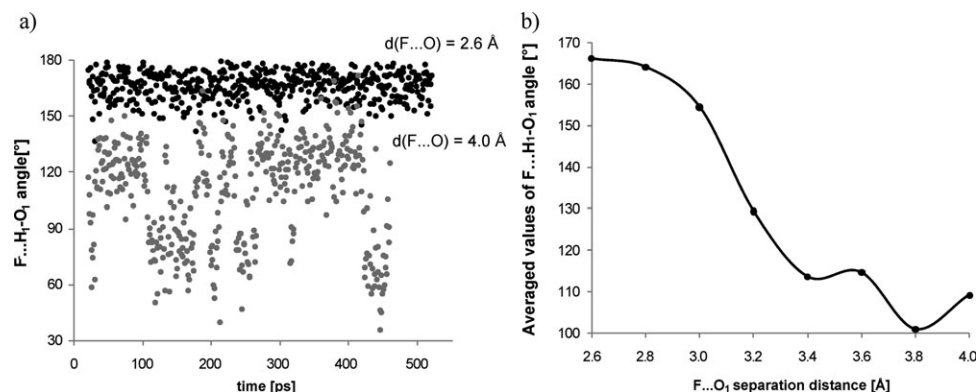 a)
d(F...O) = 2.6 Å
180
150
120
90
60
30
d(F...O) = 4.0 Å
F...H₁-O₁ angle[°]
0 100 200 300 400 500
time [ps]
b)
170
160
150
140
130
120
110
100
Averaged values of F...H₁-O₁ angle [°]
2.6 2.8 3.0 3.2 3.4 3.6 3.8 4.0
F...O₁ separation distance [Å]